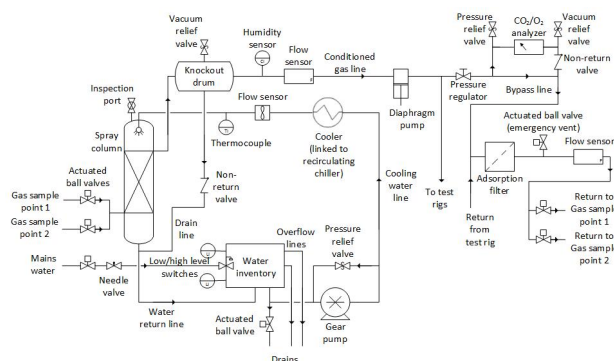 Vacuum
relief
valve
Humidity
sensor
Flow
sensor
Conditioned
gas line
Pressure
relief
valve
CO₂/O₂
analyzer
Vacuum
relief
valve
Non-return
valve
Knockout
drum
Inspection
port
Flow sensor
Diaphragm
pump
Pressure
regulator
Bypass line
Actuated ball valve
(emergency vent)
Flow sensor
Spray
column
Thermocouple
Cooler
(linked to
recirculating
chiller)
Actuated
ball valves
Gas sample
point 1
Gas sample
point 2
Non-
return
valve
Cooling
water
line
To test
rigs
Adsorption
filter
Return
from
test rig
Return to
Gas sample
point 1
Return to
Gas sample
point 2
Drain
line
Overflow
lines
Pressure
relief
valve
Mains
water
Needle
valve
Low/high level
switches
Water
inventory
Water
return line
Actuated
ball valve
Gear
pump
Drains